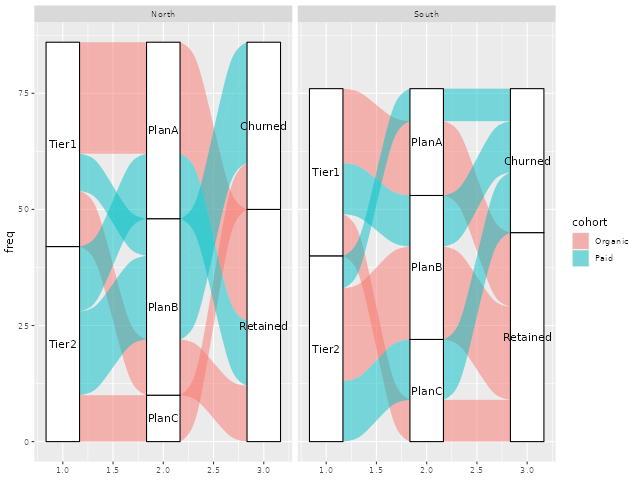 North South
75
50
25
0
freq
Tier1
Tier2
PlanA
PlanB
PlanC
Churned
Retained
Tier1
Tier2
PlanA
PlanB
PlanC
Churned
Retained
1.0 1.5 2.0 2.5 3.0 1.0 1.5 2.0 2.5 3.0
cohort
Organic
Paid